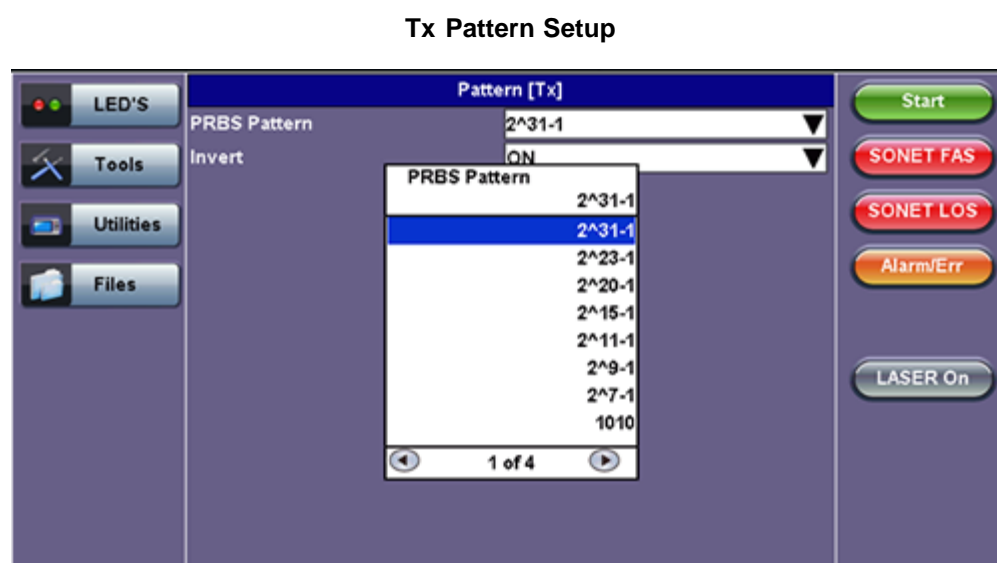 Tx Pattern Setup
LED'S
Tools
Utilities
Files
Pattern [Tx]
PRBS Pattern 2^31-1
Invert ON
PRBS Pattern
2^31-1
2^31-1
2^23-1
2^20-1
2^15-1
2^11-1
2^9-1
2^7-1
1010
1 of 4
Start
SONET FAS
SONET LOS
Alarm/Err
LASER On